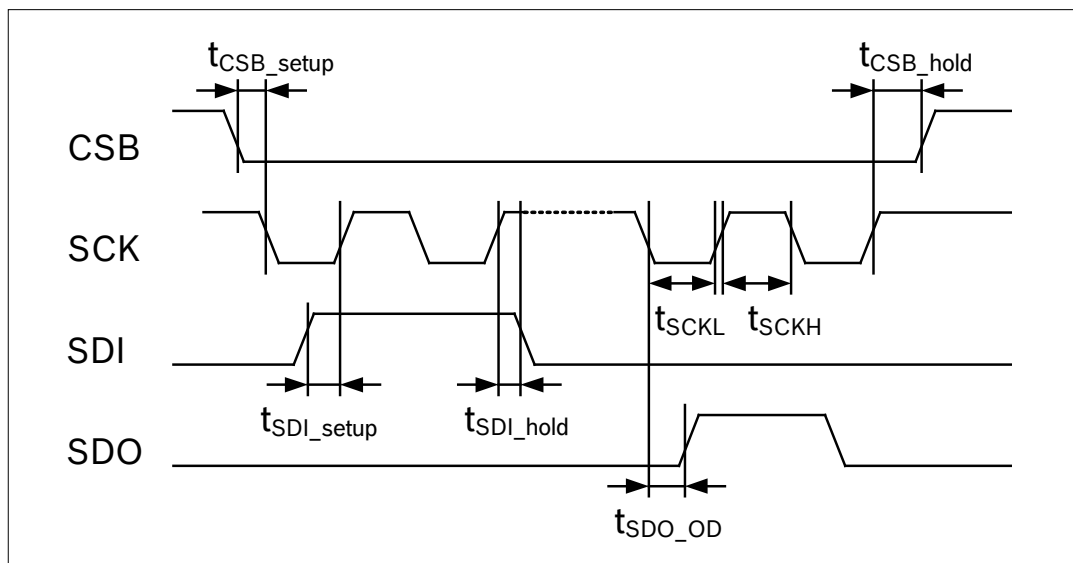 tCSB_setup
tCSB_hold
CSB
SCK
tSCKL
tSCKH
SDI
tSDI_setup
tSDI_hold
SDO
tSDO_OD